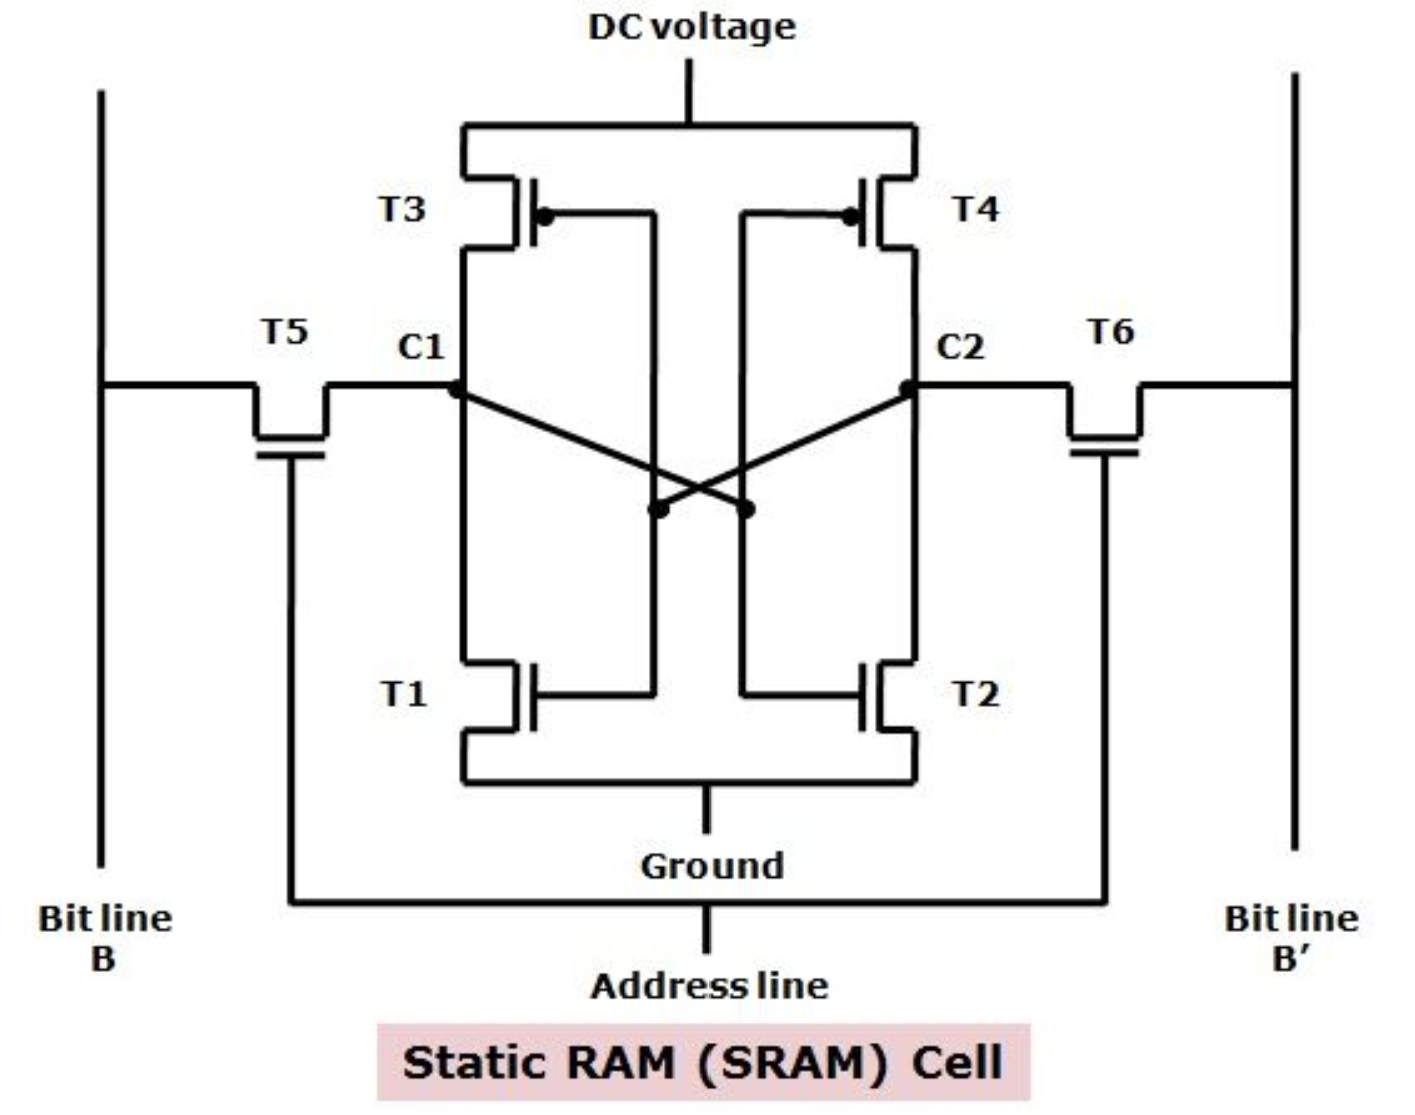 DC voltage
T3
T4
T5
C1
C2
T6
T1
T2
Ground
Bit line
B
Bit line
B’
Address line
Static RAM (SRAM) Cell